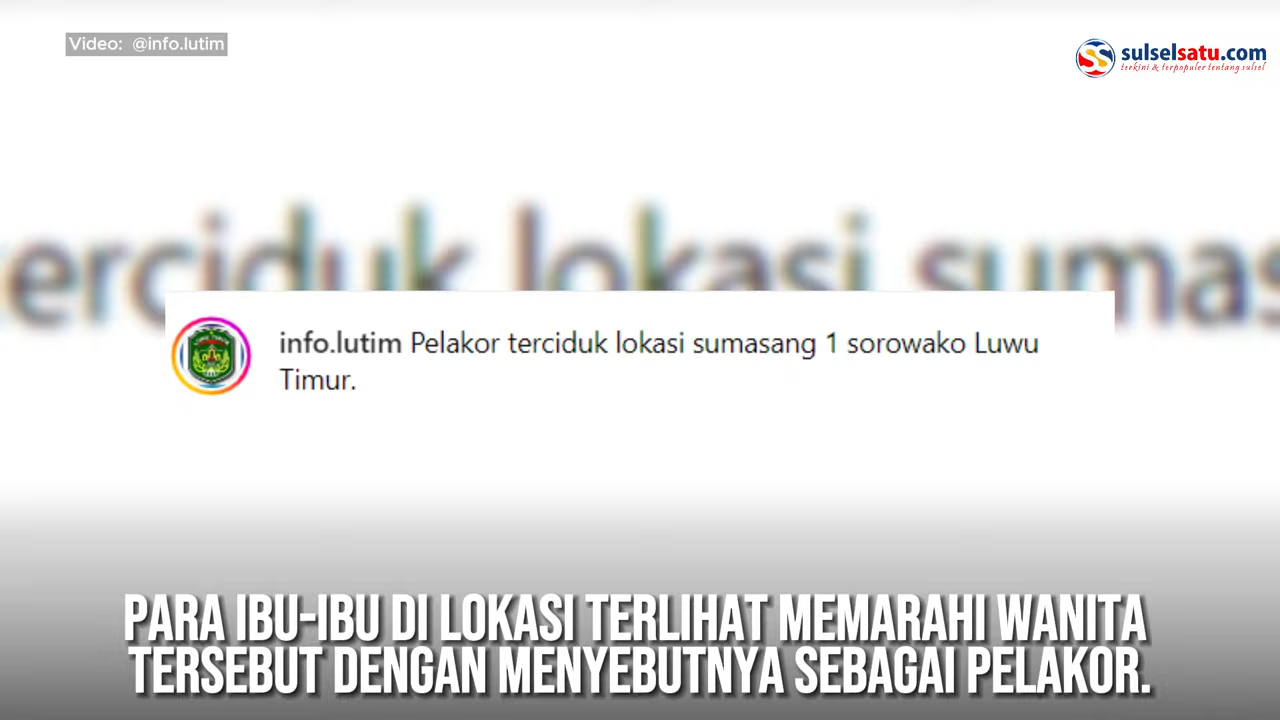 Video: @info.lutim
sulselsatu.com
terkini & terpopuler tentang sulsel
terciduk lokasi sumas
info.lutim Pelakor terciduk lokasi sumasang 1 sorowako Luwu
Timur.
PARA IBU-IBU DI LOKASI TERLIHAT MEMARAHI WANITA
TERSEBUT DENGAN MENYEBUTNYA SEBAGAI PELAKOR.